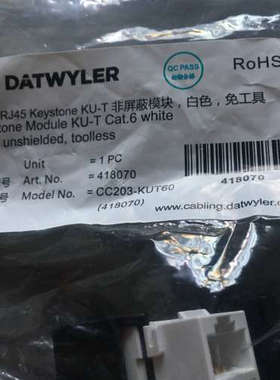 DATWYLER
QC PASS
RoHS
RJ45 Keystone KU-T 非屏蔽模块，白色，免工具
tone Module KU-T Cat.6 white
unshielded, toolless
Unit = 1 PC
Art. No. = 418070
Model No. = CC203-KUT60
(418070)
418070
www.cabling.datwyler.co